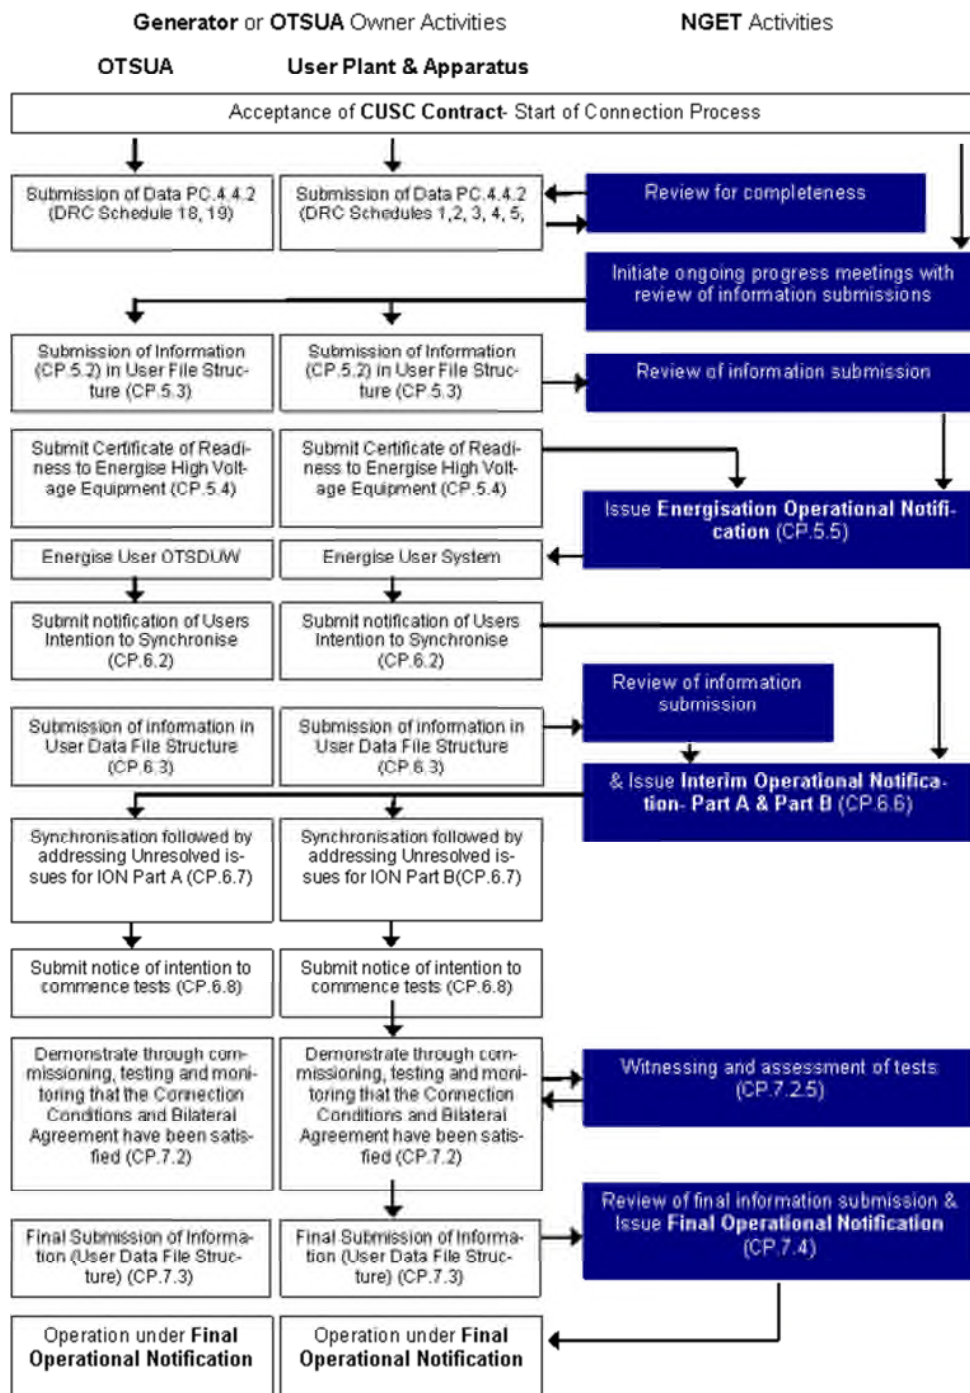 Generator or OTSUA Owner Activities
NGET Activities
OTSUA
User Plant & Apparatus
Acceptance of CUSC Contract- Start of Connection Process
Submission of Data PC.4.4.2
(DRC Schedule 18, 19)
Submission of Data PC.4.4.2
(DRC Schedules 1,2, 3, 4, 5,
Review for completeness
Initiate ongoing progress meetings with
review of information submissions
Submission of Information
(CP.5.2) in User File Struc-
ture (CP.5.3)
Submission of Information
(CP.5.2) in User File Struc-
ture (CP.5.3)
Review of information submission
Submit Certificate of Readi-
ness to Energise High Volt-
age Equipment (CP.5.4)
Submit Certificate of Readi-
ness to Energise High Volt-
age Equipment (CP.5.4)
Issue Energisation Operational Notifi-
cation (CP.5.5)
Energise User OTSDUW
Energise User System
Submit notification of Users
Intention to Synchronise
(CP.6.2)
Submit notification of Users
Intention to Synchronise
(CP.6.2)
Review of information
submission
Submission of information in
User Data File Structure
(CP.6.3)
Submission of information in
User Data File Structure
(CP.6.3)
& Issue Interim Operational Notifica-
tion- Part A & Part B (CP.6.6)
Synchronisation followed by
addressing Unresolved is-
sues for ION Part A (CP.6.7)
Synchronisation followed by
addressing Unresolved is-
sues for ION Part B(CP.6.7)
Submit notice of intention to
commence tests (CP.6.8)
Submit notice of intention to
commence tests (CP.6.8)
Demonstrate through com-
missioning, testing and moni-
toring that the Connection
Conditions and Bilateral
Agreement have been satis-
fied (CP.7.2)
Demonstrate through com-
missioning, testing and moni-
toring that the Connection
Conditions and Bilateral
Agreement have been satis-
fied (CP.7.2)
Witnessing and assessment of tests
(CP.7.2.5)
Review of final information submission &
Issue Final Operational Notification
(CP.7.4)
Final Submission of Informa-
tion (User Data File Struc-
ture) (CP.7.3)
Final Submission of Informa-
tion (User Data File Struc-
ture) (CP.7.3)
Operation under Final
Operational Notification
Operation under Final
Operational Notification